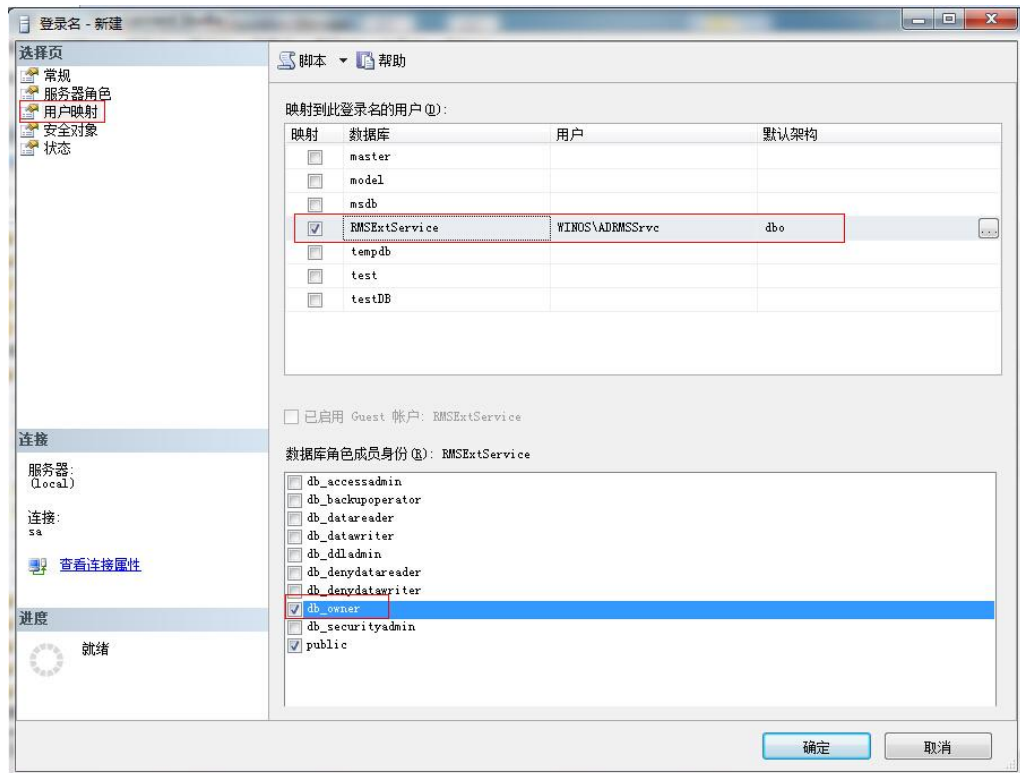 登录名 - 新建
选择页
常规
服务器角色
用户映射
安全对象
状态
脚本 帮助
映射到此登录名的用户(D):
映射 数据库 用户 默认架构
master
model
msdb
RMSExtService WINOS\ADRMSSrvc dbo ...
tempdb
test
testDB
已启用 Guest 帐户: RMSExtService
数据库角色成员身份(R): RMSExtService
db_accessadmin
db_backupoperator
db_datareader
db_datawriter
db_ddladmin
db_denydatareader
db_denydatawriter
db_owner
db_securityadmin
public
连接
服务器:
(local)
连接:
sa
查看连接属性
进度
就绪
确定 取消